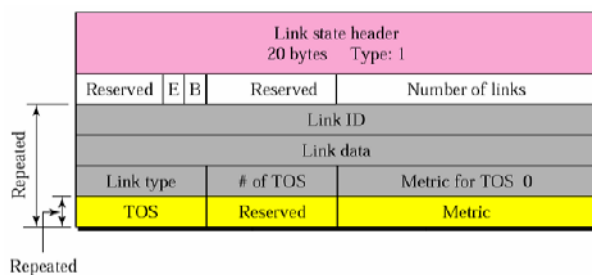 Link state header
20 bytes Type: 1
Reserved E B Reserved Number of links
Link ID
Link data
Link type # of TOS Metric for TOS 0
TOS Reserved Metric
Repeated
Repeated